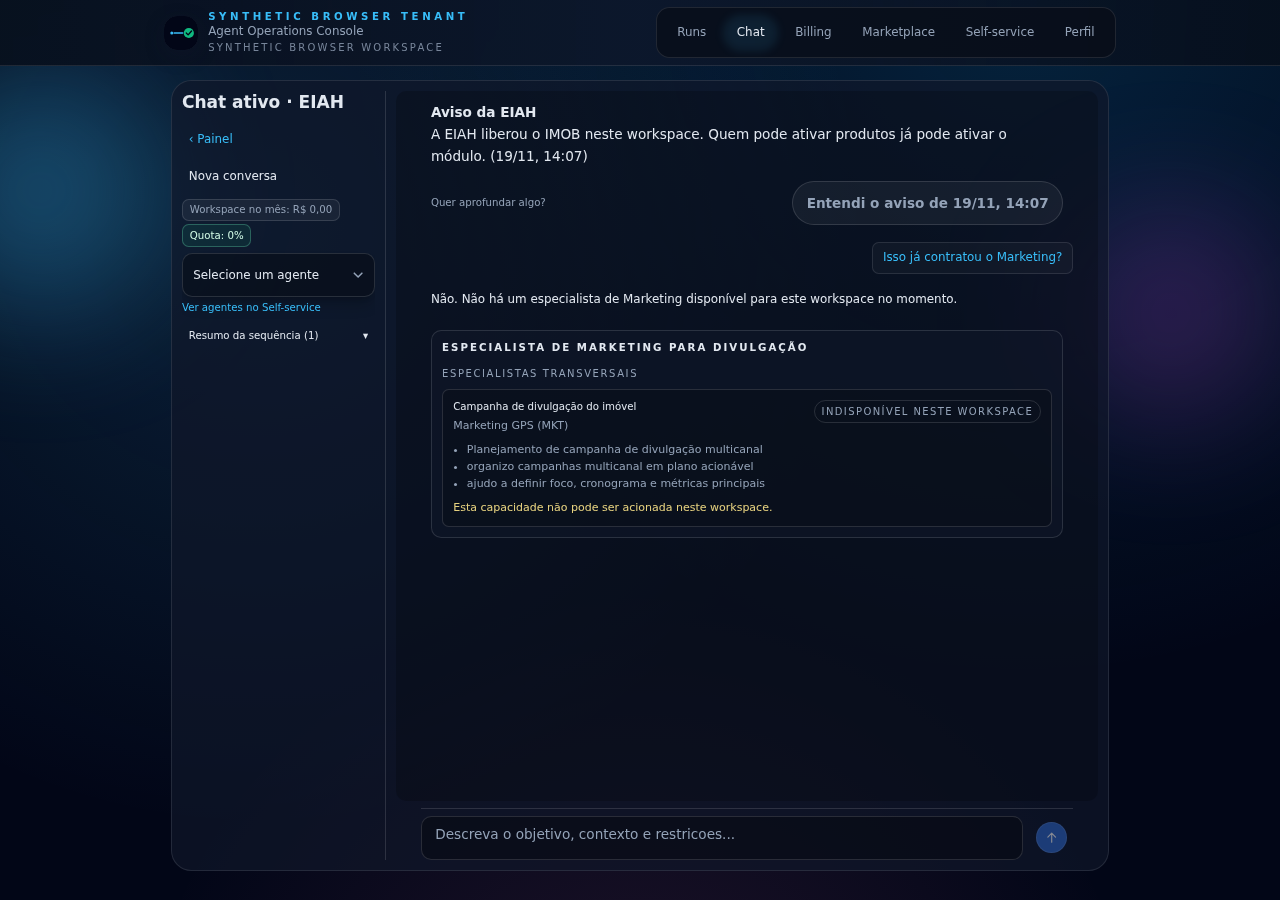 SYNTHETIC BROWSER TENANT
Agent Operations Console
SYNTHETIC BROWSER WORKSPACE
Runs
Chat
Billing
Marketplace
Self-service
Perfil
Chat ativo · EIAH
‹ Painel
Nova conversa
Workspace no mês: R$ 0,00
Quota: 0%
Selecione um agente
Ver agentes no Self-service
Resumo da sequência (1) ▾
Aviso da EIAH
A EIAH liberou o IMOB neste workspace. Quem pode ativar produtos já pode ativar o
módulo. (19/11, 14:07)
Quer aprofundar algo?
Entendi o aviso de 19/11, 14:07
Isso já contratou o Marketing?
Não. Não há um especialista de Marketing disponível para este workspace no momento.
ESPECIALISTA DE MARKETING PARA DIVULGAÇÃO
ESPECIALISTAS TRANSVERSAIS
Campanha de divulgação do imóvel
INDISPONÍVEL NESTE WORKSPACE
Marketing GPS (MKT)
• Planejamento de campanha de divulgação multicanal
• organizo campanhas multicanal em plano acionável
• ajudo a definir foco, cronograma e métricas principais
Esta capacidade não pode ser acionada neste workspace.
Descreva o objetivo, contexto e restricoes...